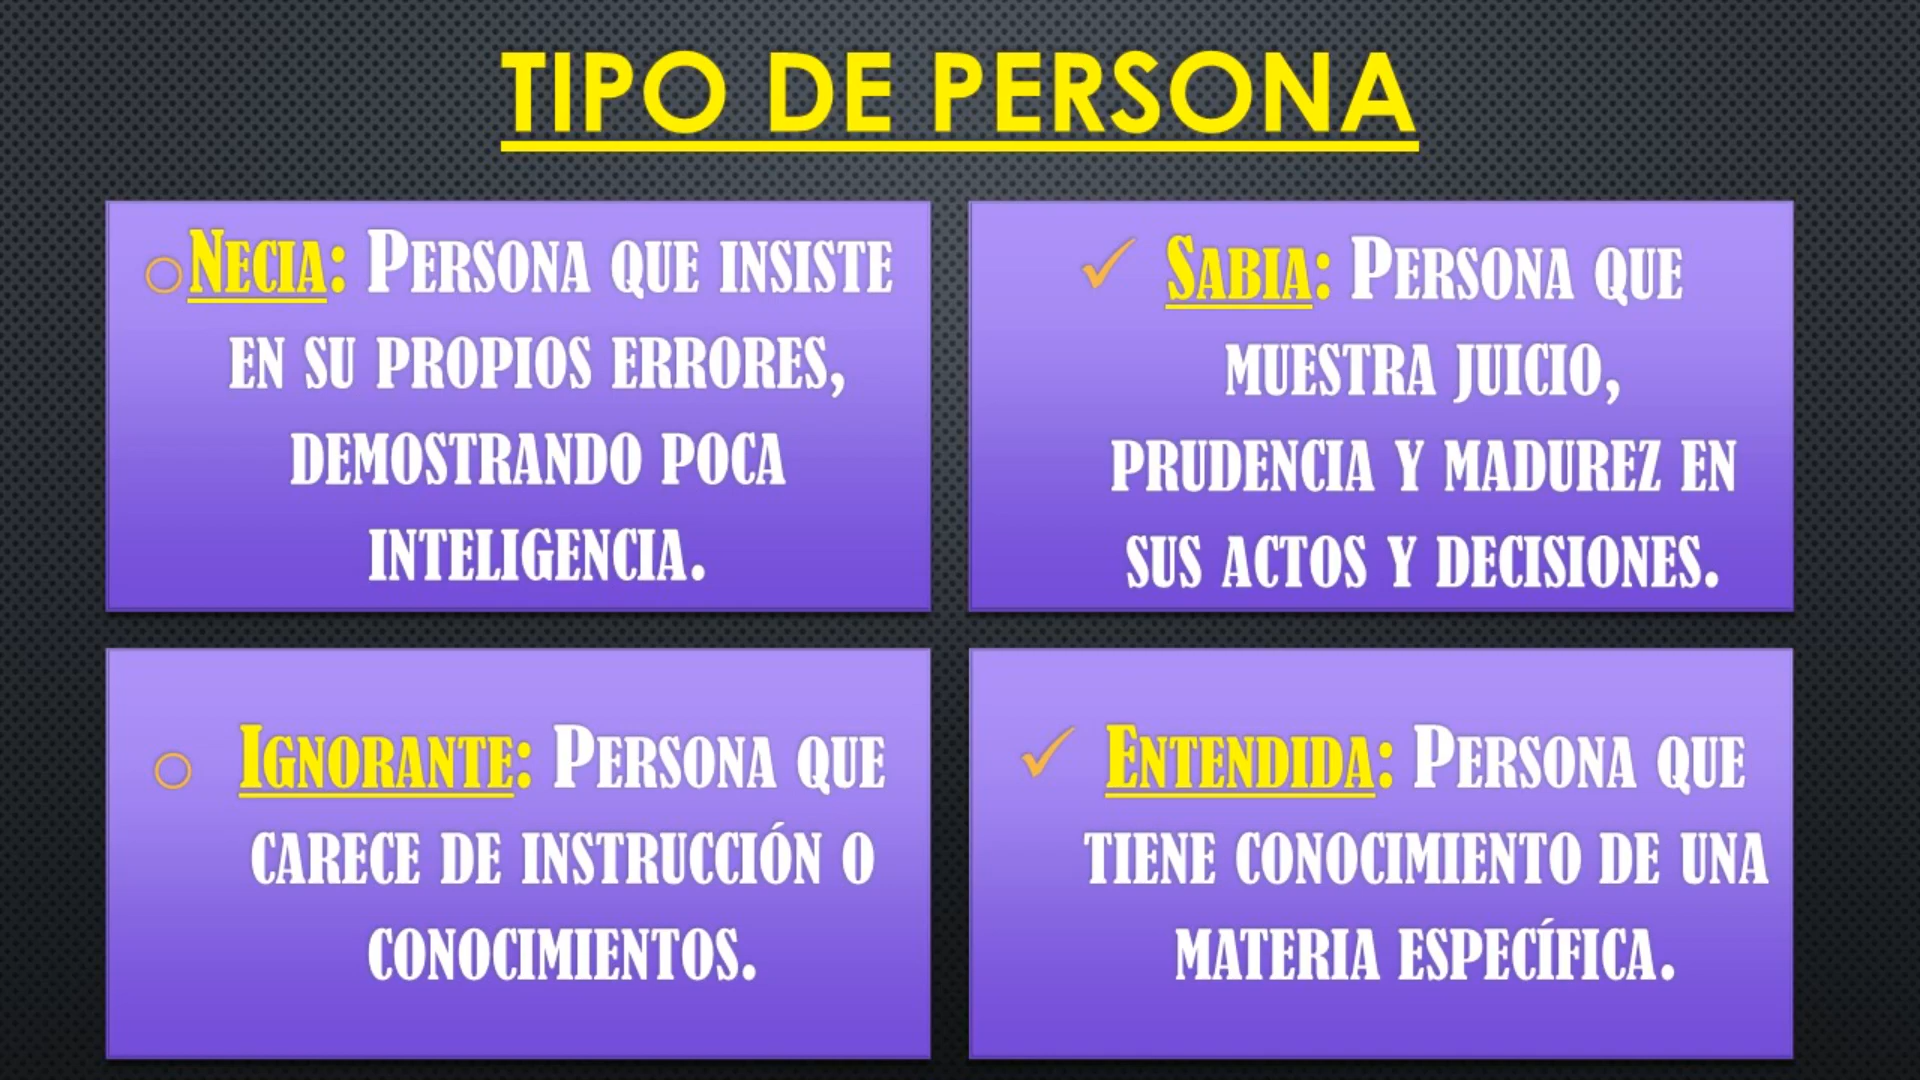 TIPO DE PERSONA
NECIA: PERSONA QUE INSISTE
EN SU PROPIOS ERRORES,
DEMOSTRANDO POCA
INTELIGENCIA.
SABIA: PERSONA QUE
MUESTRA JUICIO,
PRUDENCIA Y MADUREZ EN
SUS ACTOS Y DECISIONES.
IGNORANTE: PERSONA QUE
CARECE DE INSTRUCCIÓN O
CONOCIMIENTOS.
ENTENDIDA: PERSONA QUE
TIENE CONOCIMIENTO DE UNA
MATERIA ESPECÍFICA.